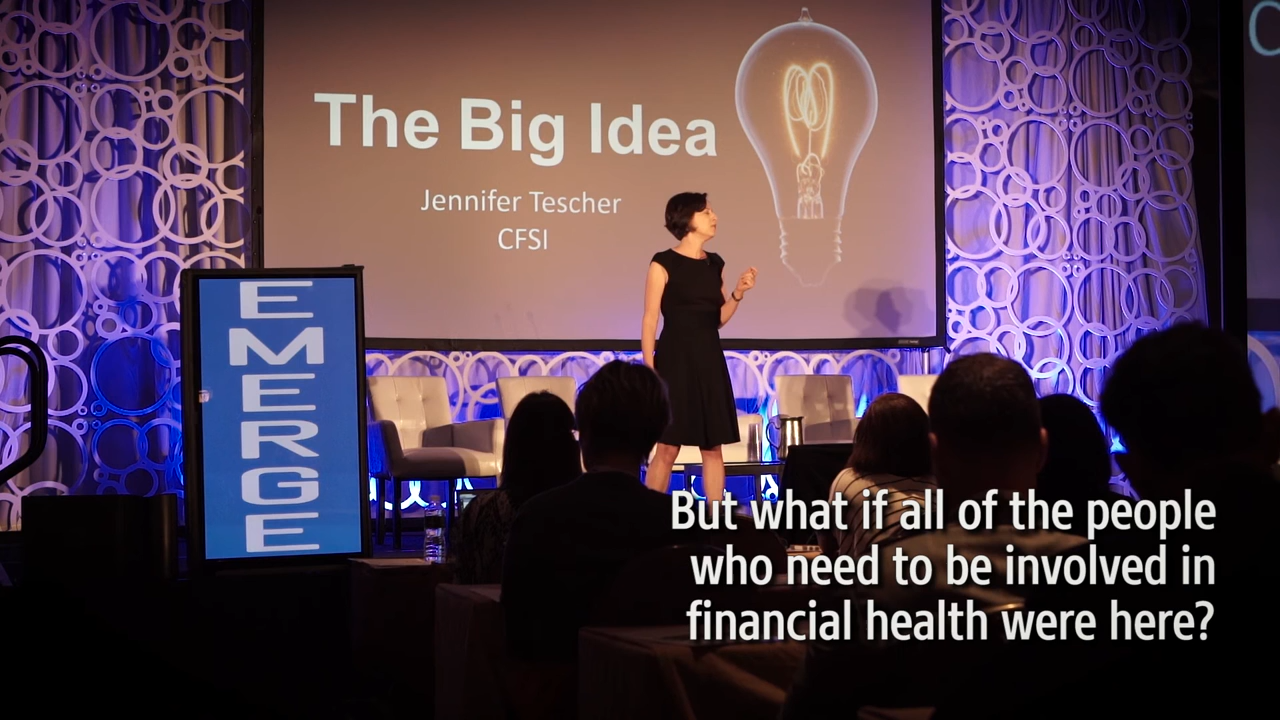 The Big Idea
Jennifer Tescher
CFSI
EMERGE
But what if all of the people
who need to be involved in
financial health were here?